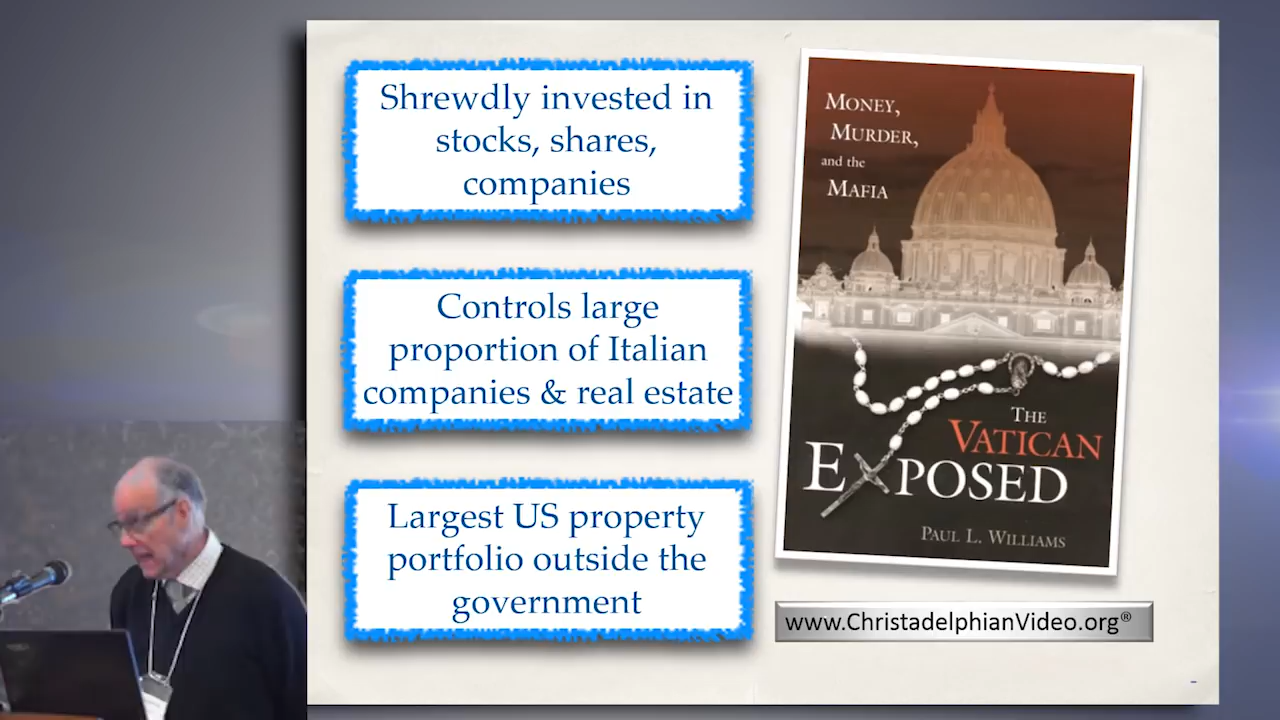 Shrewdly invested in
stocks, shares,
companies
Controls large
proportion of Italian
companies & real estate
Largest US property
portfolio outside the
government
MONEY,
MURDER,
and the
MAFIA
THE
VATICAN
EXPOSED
PAUL L. WILLIAMS
www.ChristadelphianVideo.org®